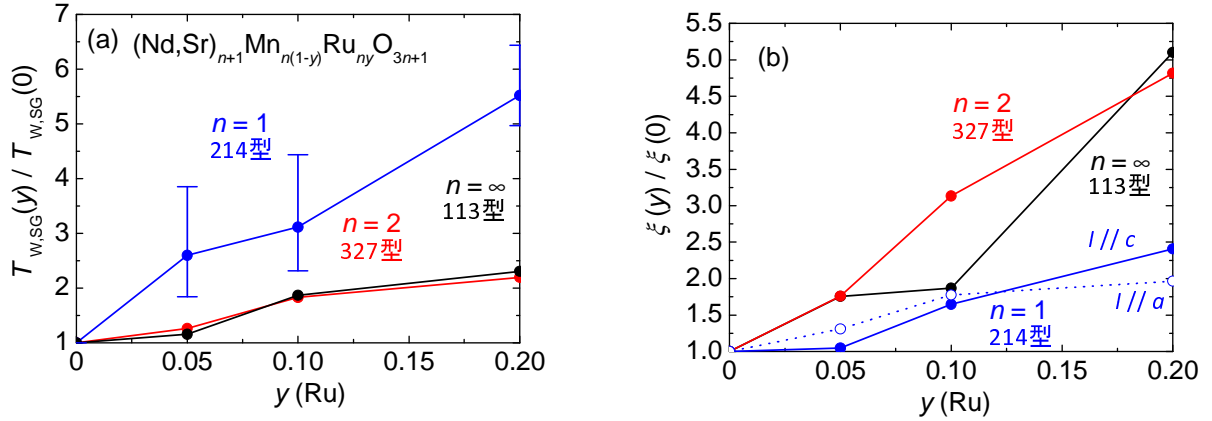 (a) (Nd,Sr)n+1Mnn(1-y)RunyO3n+1
TW,SG(y) / TW,SG(0)
7
6
5
4
3
2
1
n = 1
214型
n = 2
327型
n = ∞
113型
0 0.05 0.10 0.15 0.20
y (Ru)
(b)
ξ(y) / ξ(0)
5.5
5.0
4.5
4.0
3.5
3.0
2.5
2.0
1.5
1.0
n = 2
327型
n = ∞
113型
I // c
I // a
n = 1
214型
0 0.05 0.10 0.15 0.20
y (Ru)